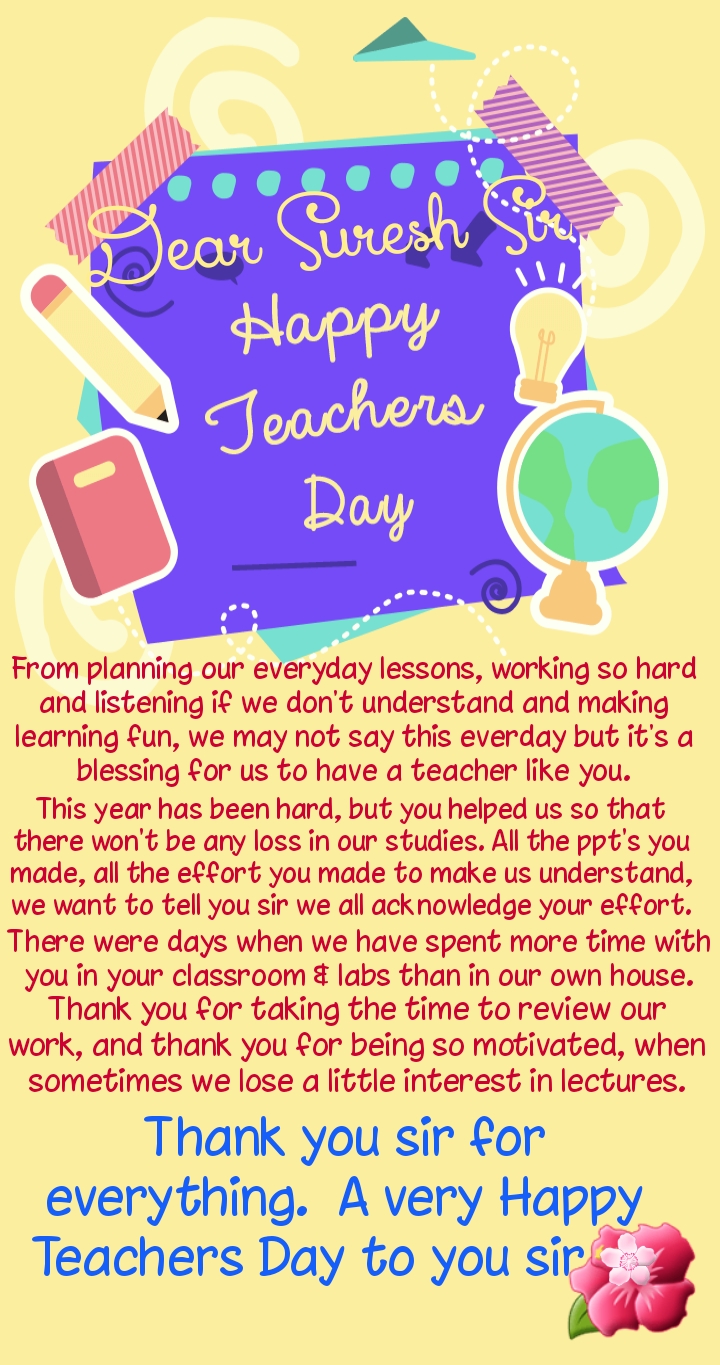 Dear Suresh Sir
Happy
Teachers
Day
From planning our everyday lessons, working so hard
and listening if we don't understand and making
learning fun, we may not say this everday but it's a
blessing for us to have a teacher like you.
This year has been hard, but you helped us so that
there won't be any loss in our studies. All the ppt's you
made, all the effort you made to make us understand,
we want to tell you sir we all acknowledge your effort.
There were days when we have spent more time with
you in your classroom & labs than in our own house.
Thank you for taking the time to review our
work, and thank you for being so motivated, when
sometimes we lose a little interest in lectures.
Thank you sir for
everything. A very Happy
Teachers Day to you sir